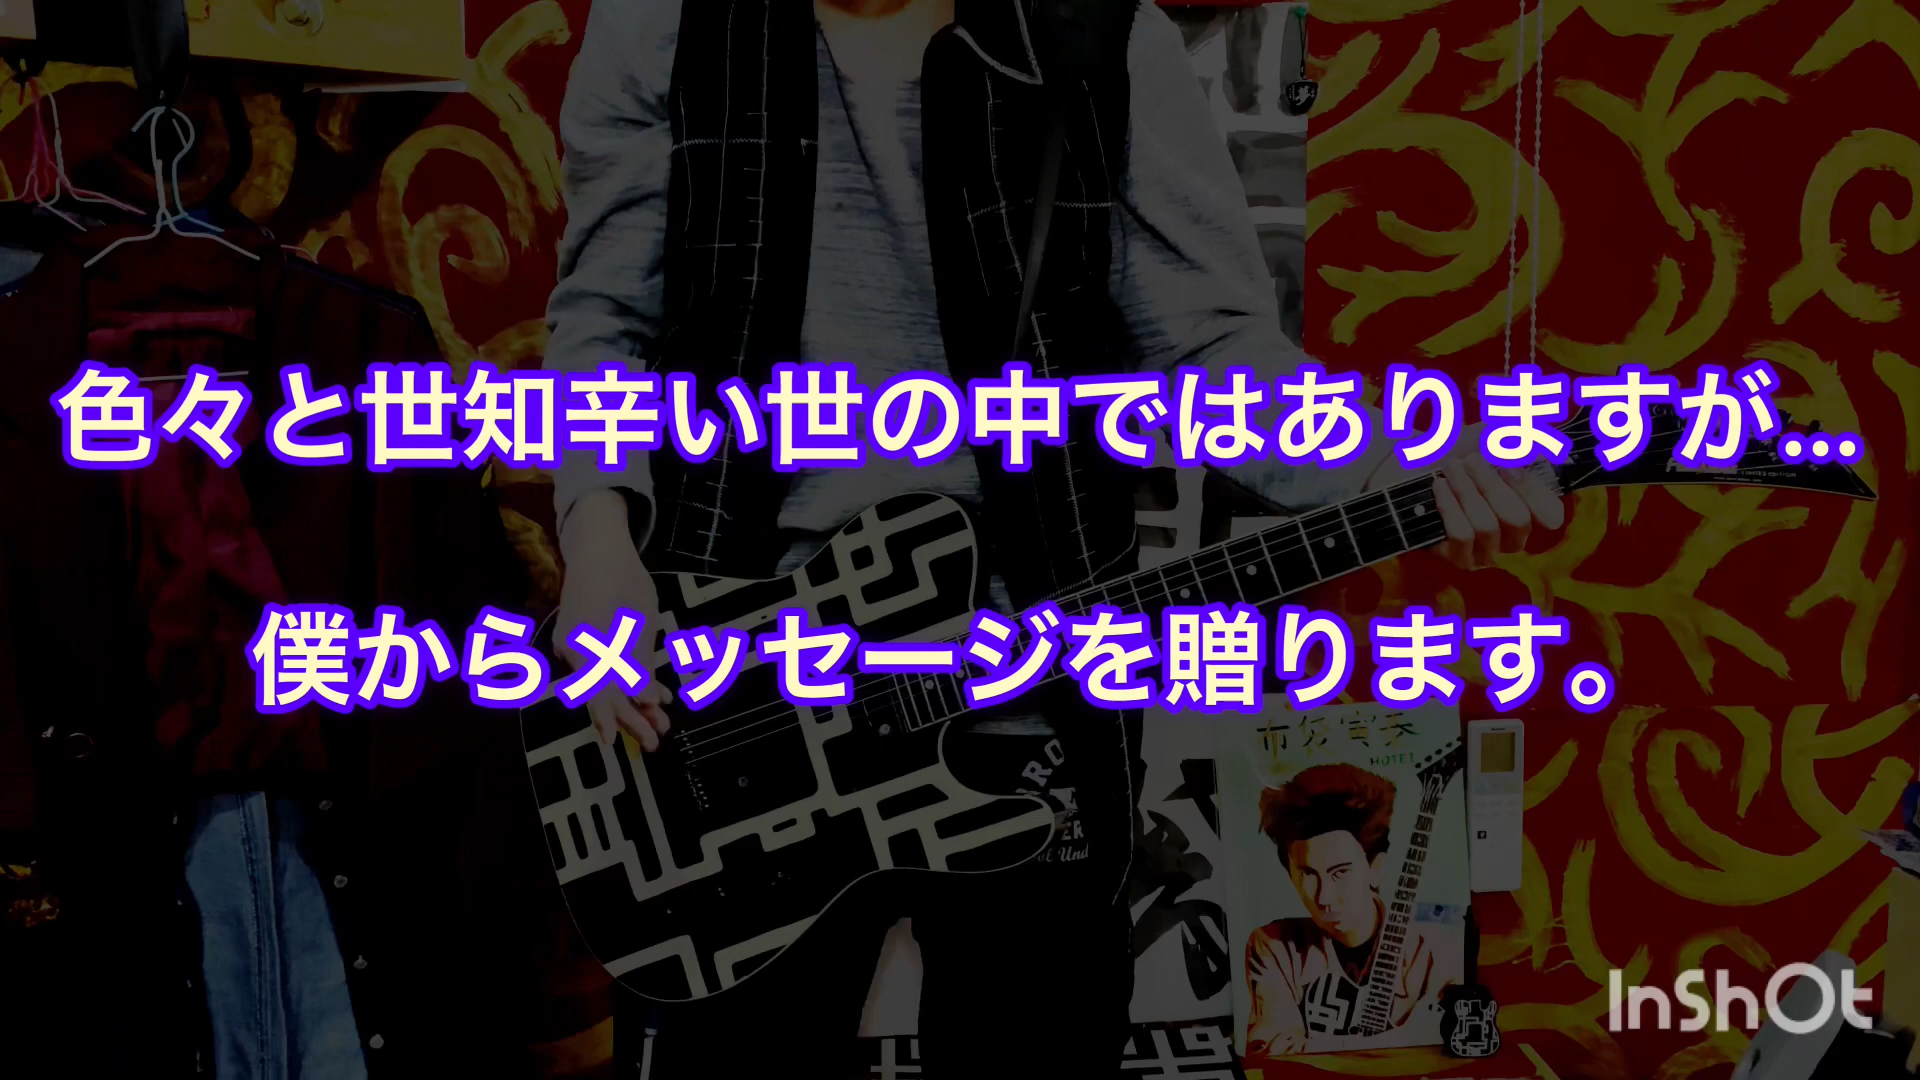 色々と世知辛い世の中ではありますが...
僕からメッセージを贈ります。
布袋寅泰
HOTEI
InShOt